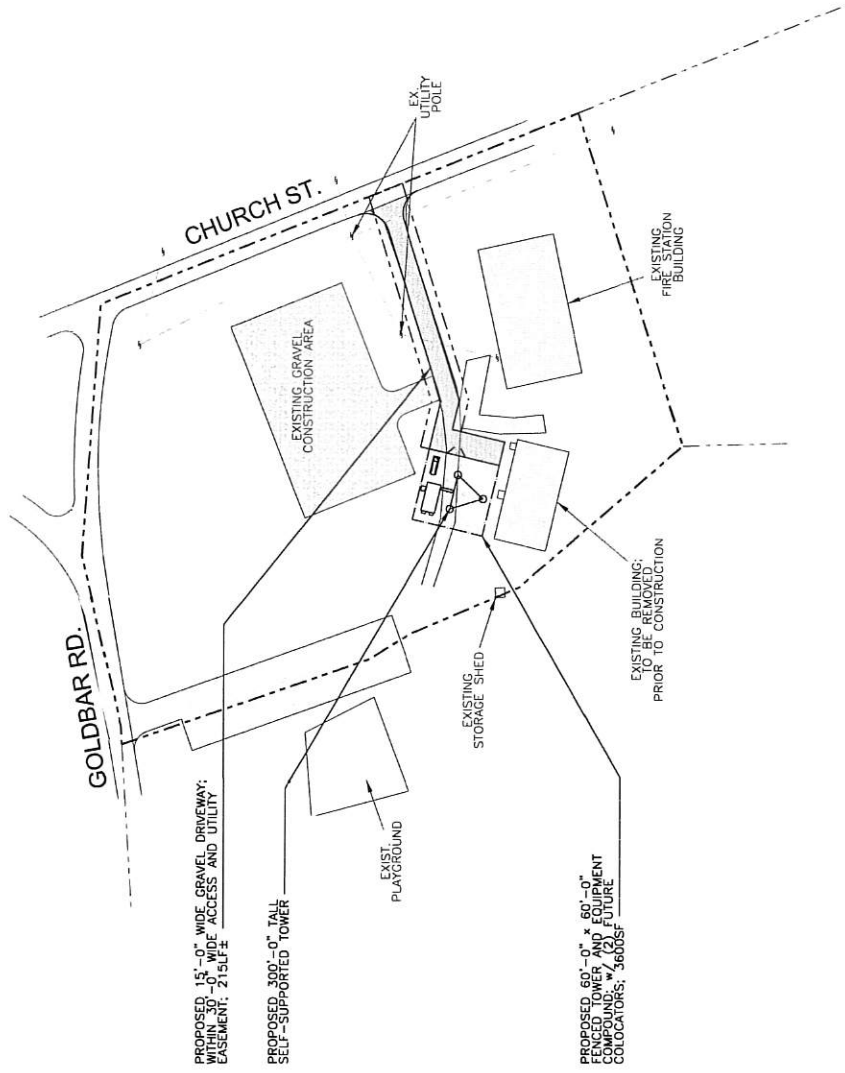 CHURCH ST.
EX.
UTILITY
POLE
GOLDBAR RD.
EXISTING GRAVEL
CONSTRUCTION AREA
EXISTING
FIRE STATION
BUILDING
PROPOSED 15'-0" WIDE GRAVEL DRIVEWAY;
WITHIN 30'-0" WIDE ACCESS AND UTILITY
EASEMENT; 215LF±
EXISTING
STORAGE SHED
EXISTING BUILDING;
TO BE REMOVED
PRIOR TO CONSTRUCTION
EXIST.
PLAYGROUND
PROPOSED 300'-0" TALL
SELF-SUPPORTED TOWER
PROPOSED 60'-0" x 60'-0"
FENCED TOWER AND EQUIPMENT
COMPOUND; w/ (2) FUTURE
COLOCATORS; 3600SF